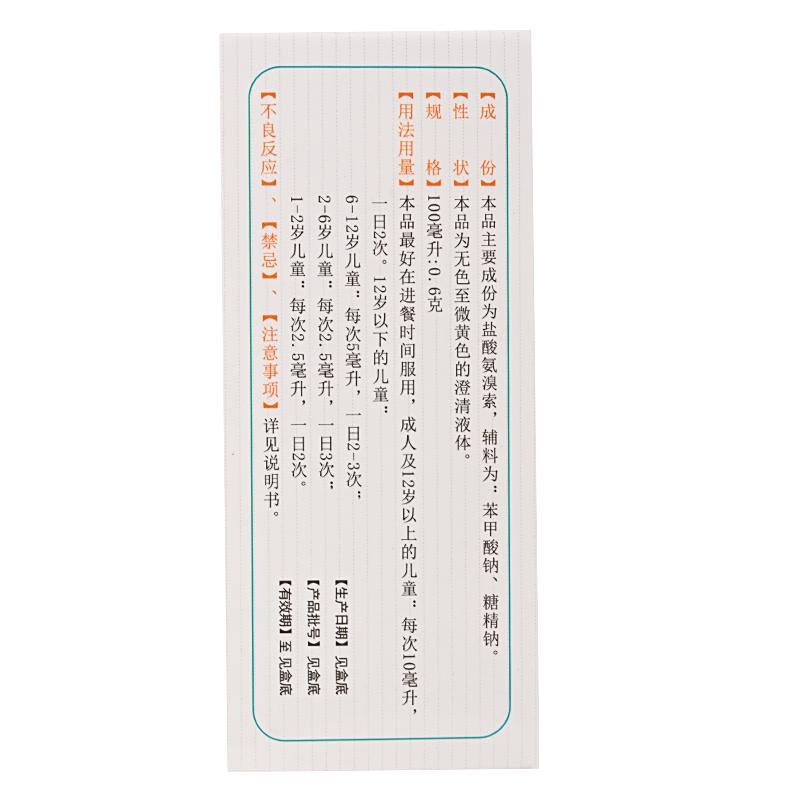 【成份】本品主要成份为盐酸氨溴索，辅料为：苯甲酸钠、糖精钠。
【性状】本品为无色至微黄色的澄清液体。
【规格】100毫升:0.6克
【用法用量】本品最好在进餐时间服用，成人及12岁以上的儿童：每次10毫升，
一日2次。12岁以下的儿童：
6-12岁儿童：每次5毫升，一日2-3次；
2-6岁儿童：每次2.5毫升，一日3次；
1-2岁儿童：每次2.5毫升，一日2次。
【不良反应】、【禁忌】、【注意事项】详见说明书。
【生产日期】见盒底
【产品批号】见盒底
【有效期】至 见盒底